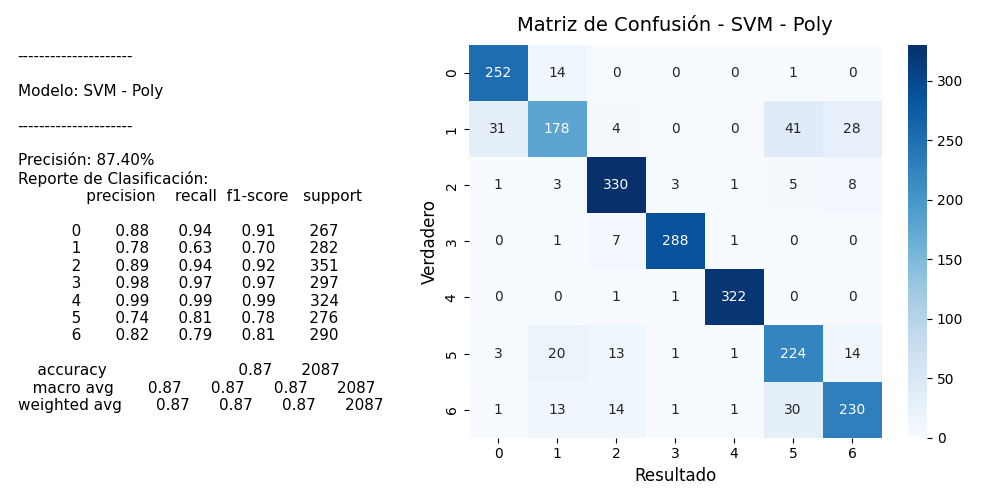 ---------------------
Modelo: SVM - Poly
---------------------
Precisión: 87.40%
Reporte de Clasificación:
precision recall f1-score support
0 0.88 0.94 0.91 267
1 0.78 0.63 0.70 282
2 0.89 0.94 0.92 351
3 0.98 0.97 0.97 297
4 0.99 0.99 0.99 324
5 0.74 0.81 0.78 276
6 0.82 0.79 0.81 290
accuracy 0.87 2087
macro avg 0.87 0.87 0.87 2087
weighted avg 0.87 0.87 0.87 2087
Matriz de Confusión - SVM - Poly
Verdadero
0 252 14 0 0 0 1 0
1 31 178 4 0 0 41 28
2 1 3 330 3 1 5 8
3 0 1 7 288 1 0 0
4 0 0 1 1 322 0 0
5 3 20 13 1 1 224 14
6 1 13 14 1 1 30 230
0 1 2 3 4 5 6
Resultado
300
250
200
150
100
50
0